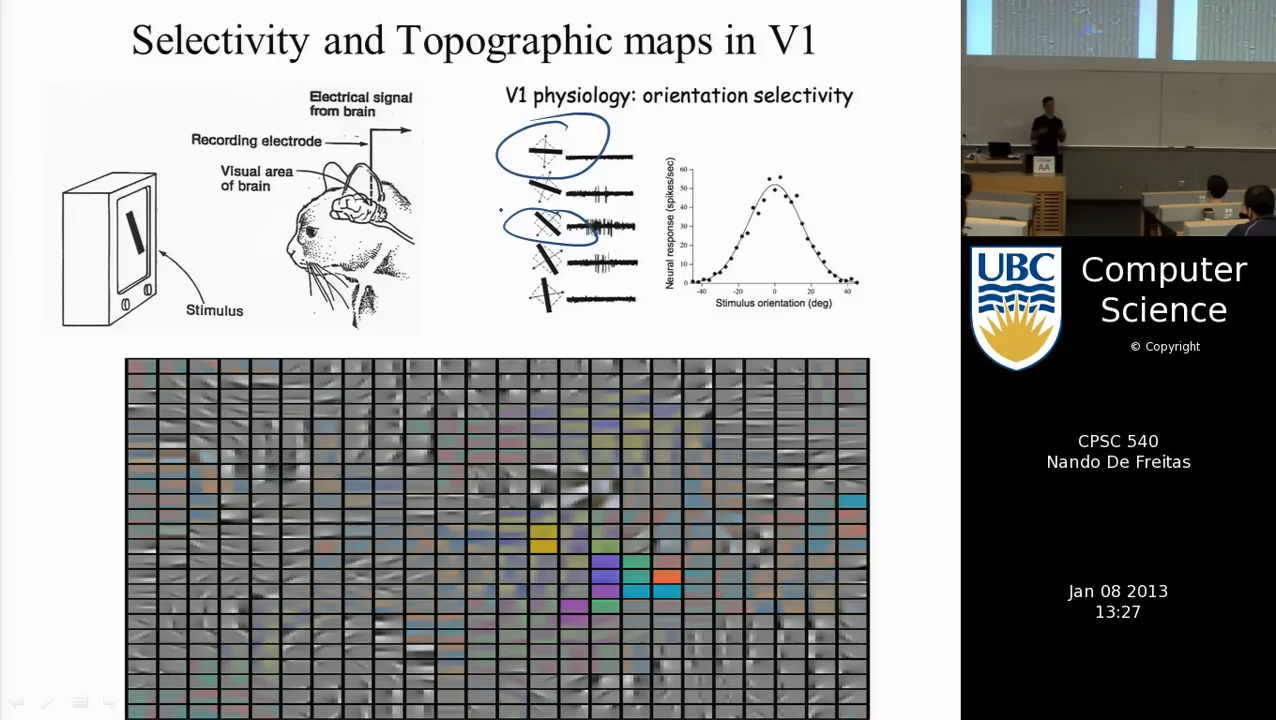 Selectivity and Topographic maps in V1
Electrical signal
from brain
Recording electrode
Visual area
of brain
Stimulus
V1 physiology: orientation selectivity
Neural response (spikes/sec)
60
50
40
30
20
10
0
-40
-20
0
20
40
Stimulus orientation (deg)
AA
UBC
Computer
Science
© Copyright
CPSC 540
Nando De Freitas
Jan 08 2013
13:27